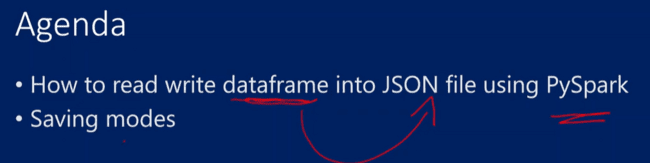 Agenda
• How to read write dataframe into JSON file using PySpark
• Saving modes